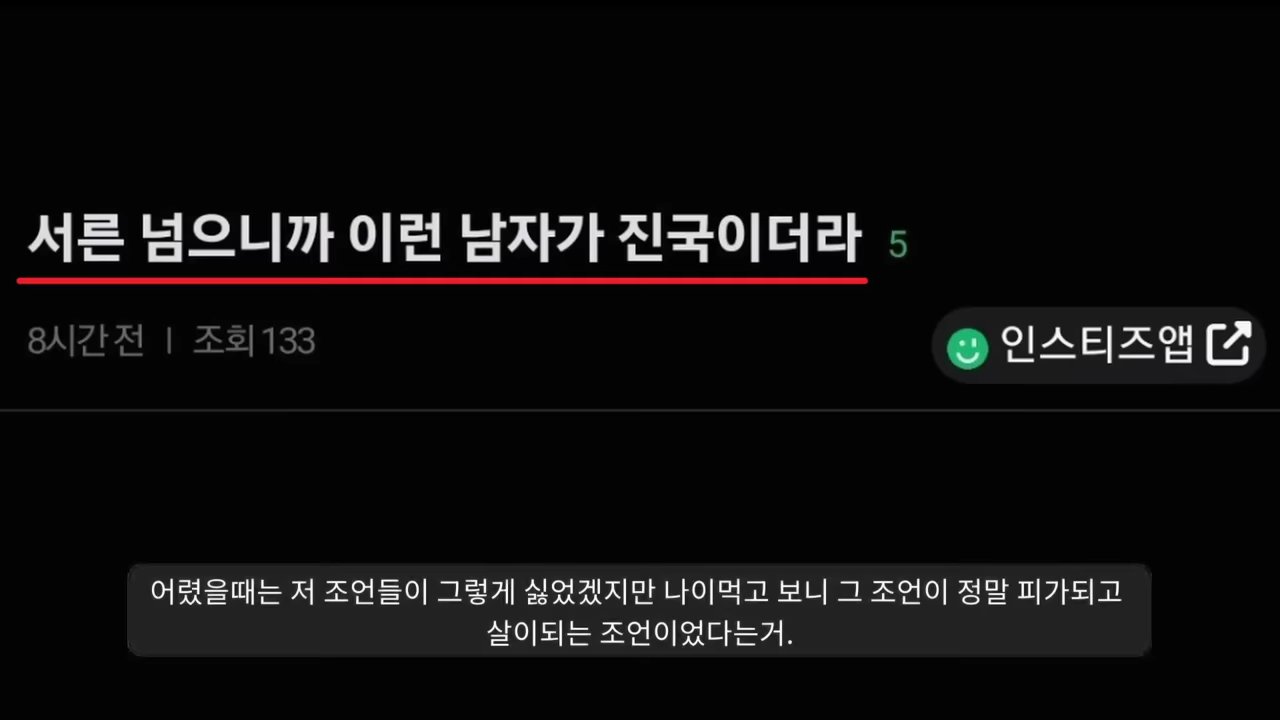 서른 넘으니까 이런 남자가 진국이더라 5
8시간 전 | 조회 133
인스티즈앱
어렸을때는 저 조언들이 그렇게 싫었겠지만 나이먹고 보니 그 조언이 정말 피가되고
살이되는 조언이었다는거.